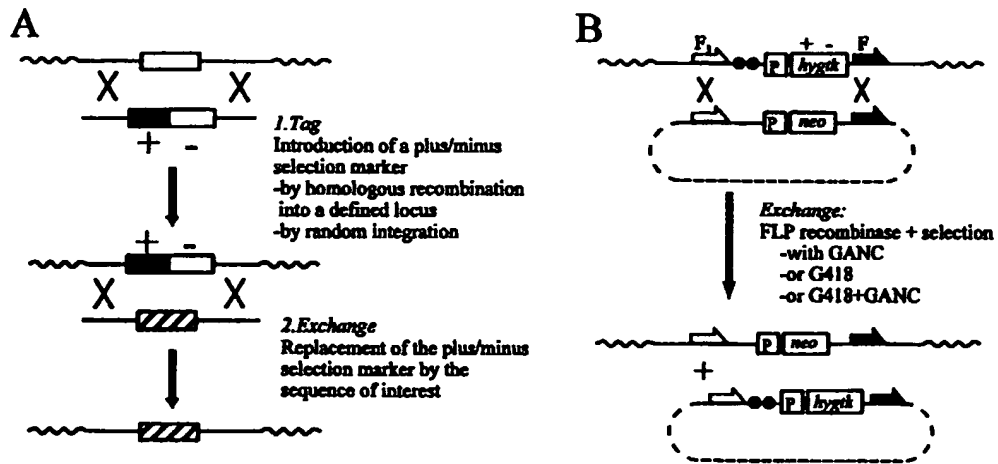 A
+ -
1.Tag
Introduction of a plus/minus
selection marker
-by homologous recombination
into a defined locus
-by random integration
+ -
2.Exchange
Replacement of the plus/minus
selection marker by the
sequence of interest
B
F1 + - F
P hygtk
P neo
Exchange:
FLP recombinase + selection
-with GANC
-or G418
-or G418+GANC
P neo
+
P hygtk